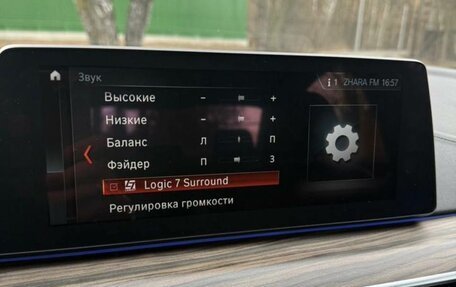 Звук
i 1 ZHARA FM 16:57
Высокие - +
Низкие - +
Баланс Л П
Фэйдер П З
Logic 7 Surround
Регулировка громкости